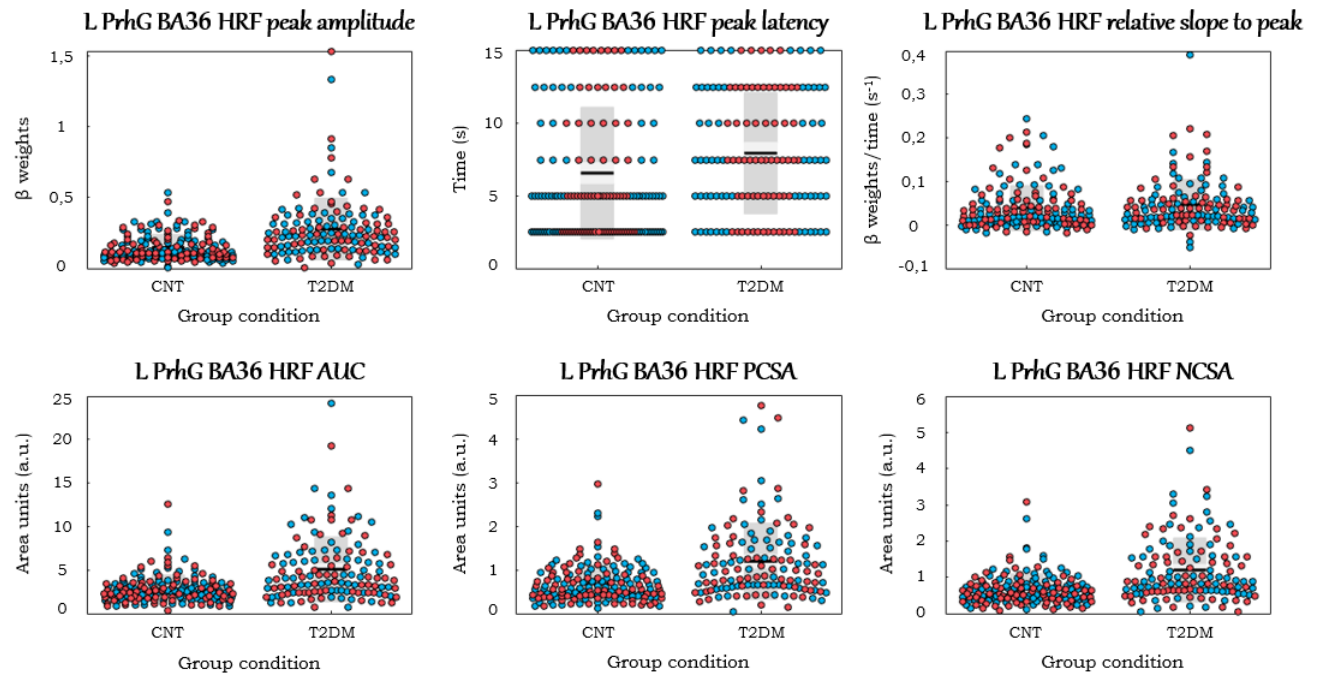 L PrhG BA36 HRF peak amplitude
1,5
1
0,5
0
β weights
CNT
T2DM
Group condition
L PrhG BA36 HRF peak latency
15
10
5
0
Time (s)
CNT
T2DM
Group condition
L PrhG BA36 HRF relative slope to peak
0,4
0,3
0,2
0,1
0
-0,1
β weights/time (s⁻¹)
CNT
T2DM
Group condition
L PrhG BA36 HRF AUC
25
20
15
10
5
0
Area units (a.u.)
CNT
T2DM
Group condition
L PrhG BA36 HRF PCSA
5
4
3
2
1
0
Area units (a.u.)
CNT
T2DM
Group condition
L PrhG BA36 HRF NCSA
6
5
4
3
2
1
0
Area units (a.u.)
CNT
T2DM
Group condition